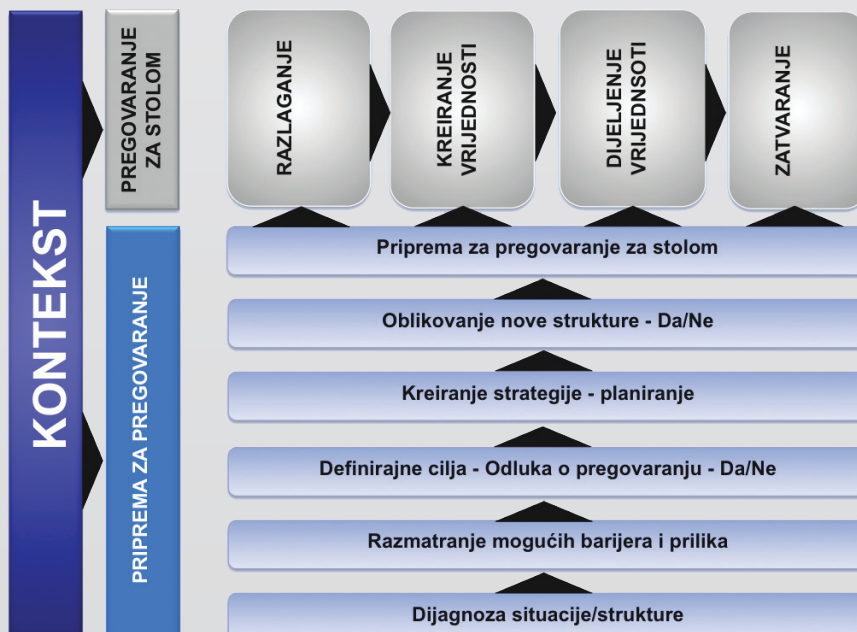 KONTEKST
PREGOVARANJE
ZA STOLOM
RAZLAGANJE
KREIRANJE
VRIJEDNOSTI
DIJELJENJE
VRIJEDNSOTI
ZATVARANJE
PRIPREMA ZA PREGOVARANJE
Priprema za pregovaranje za stolom
Oblikovanje nove strukture - Da/Ne
Kreiranje strategije - planiranje
Definirajne cilja - Odluka o pregovaranju - Da/Ne
Razmatranje mogućih barijera i prilika
Dijagnoza situacije/strukture